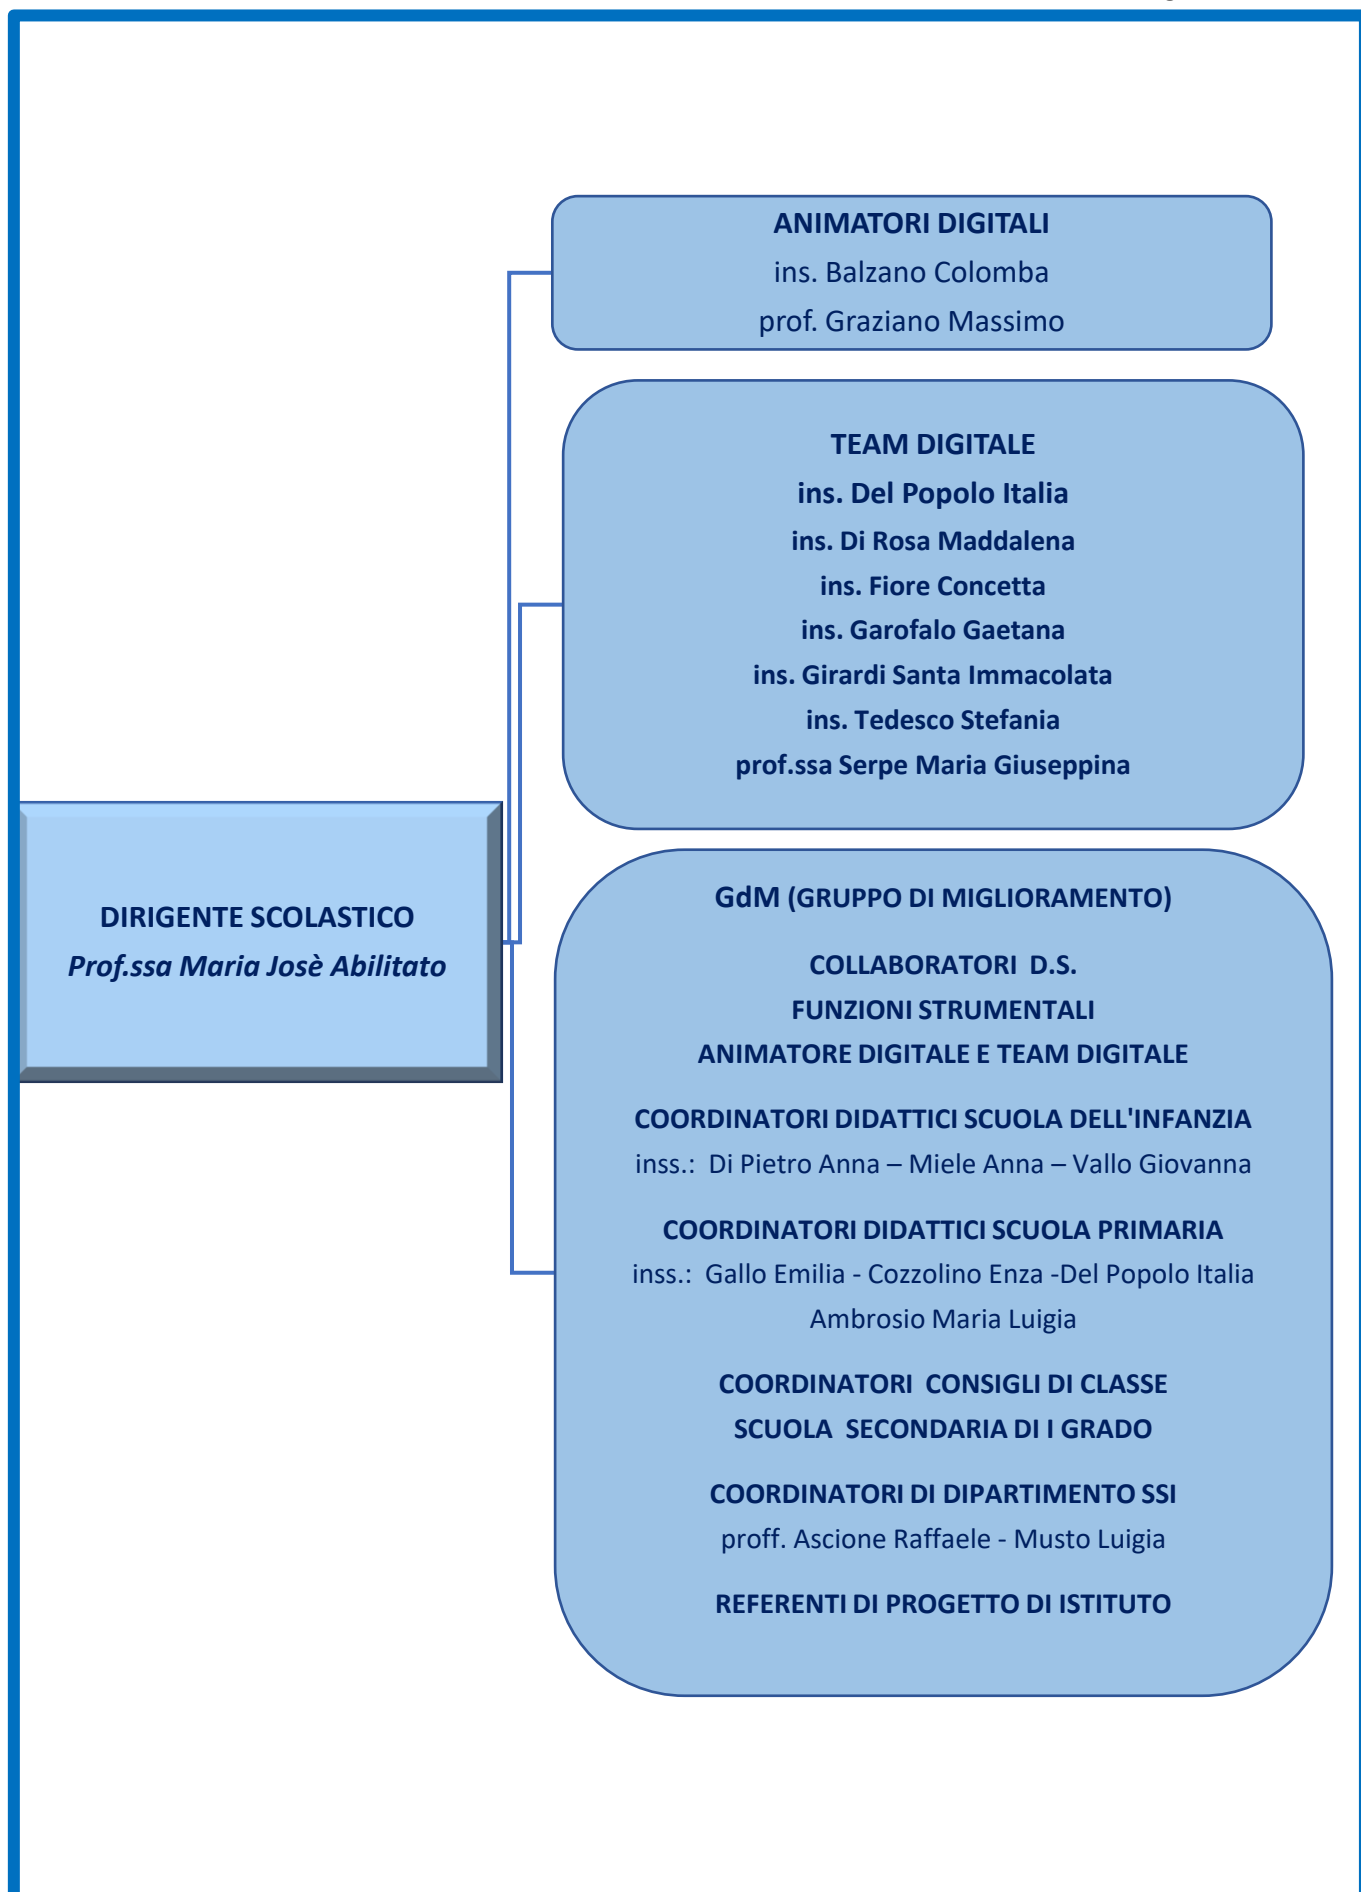 ANIMATORI DIGITALI
ins. Balzano Colomba
prof. Graziano Massimo
TEAM DIGITALE
ins. Del Popolo Italia
ins. Di Rosa Maddalena
ins. Fiore Concetta
ins. Garofalo Gaetana
ins. Girardi Santa Immacolata
ins. Tedesco Stefania
prof.ssa Serpe Maria Giuseppina
DIRIGENTE SCOLASTICO
Prof.ssa Maria Josè Abilitato
GdM (GRUPPO DI MIGLIORAMENTO)
COLLABORATORI  D.S.
FUNZIONI STRUMENTALI
ANIMATORE DIGITALE E TEAM DIGITALE
COORDINATORI DIDATTICI SCUOLA DELL'INFANZIA
inss.:  Di Pietro Anna – Miele Anna – Vallo Giovanna
COORDINATORI DIDATTICI SCUOLA PRIMARIA
inss.:  Gallo Emilia - Cozzolino Enza -Del Popolo Italia
Ambrosio Maria Luigia
COORDINATORI  CONSIGLI DI CLASSE
SCUOLA  SECONDARIA DI I GRADO
COORDINATORI DI DIPARTIMENTO SSI
proff. Ascione Raffaele - Musto Luigia
REFERENTI DI PROGETTO DI ISTITUTO